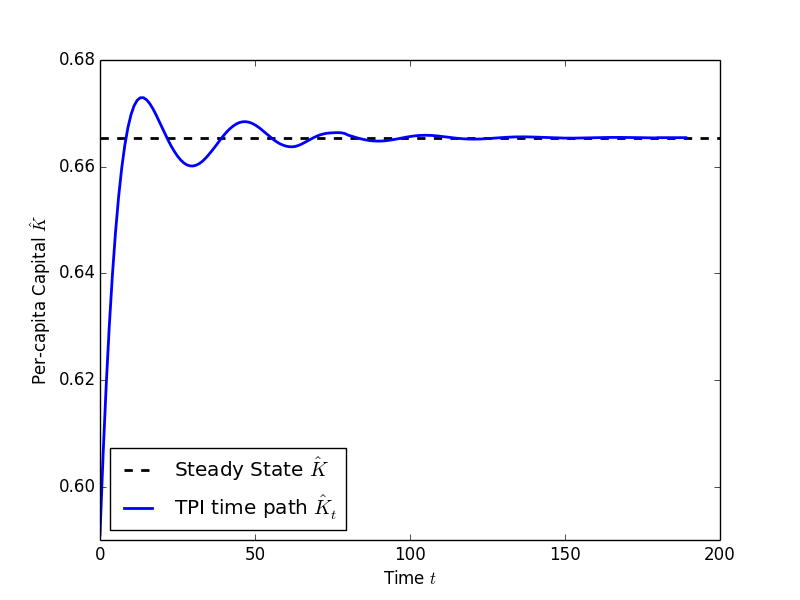 0.68
0.66
0.64
0.62
0.60
Per-capita Capital K̂
Steady State K̂
TPI time path K̂ₜ
0 50 100 150 200
Time t